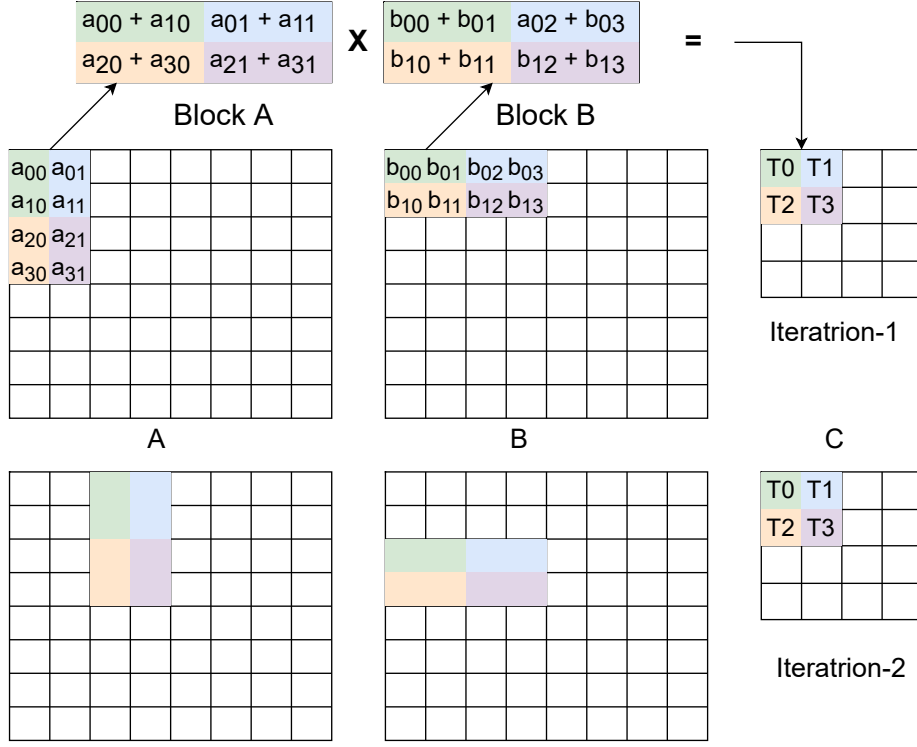 a00 + a10 a01 + a11 X b00 + b01 a02 + b03 =
a20 + a30 a21 + a31 b10 + b11 b12 + b13
Block A Block B
a00 a01 b00 b01 b02 b03 T0 T1
a10 a11 b10 b11 b12 b13 T2 T3
a20 a21
a30 a31
Iteratrion-1
A B C
T0 T1
T2 T3
Iteratrion-2